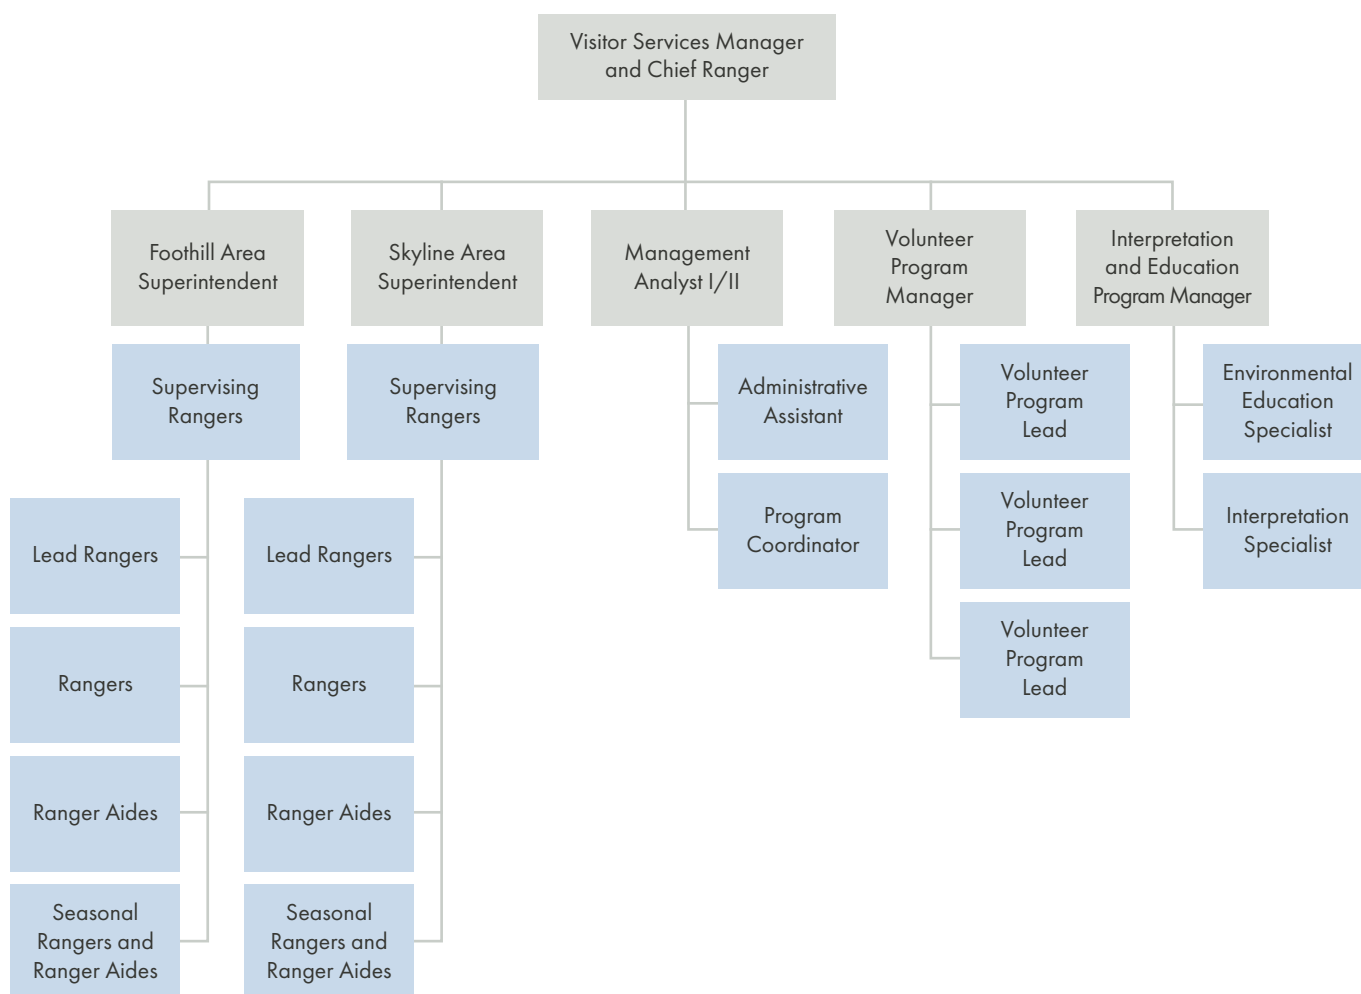 Visitor Services Manager
and Chief Ranger
Foothill Area
Superintendent
Skyline Area
Superintendent
Management
Analyst I/II
Volunteer
Program
Manager
Interpretation
and Education
Program Manager
Supervising
Rangers
Supervising
Rangers
Administrative
Assistant
Volunteer
Program
Lead
Environmental
Education
Specialist
Lead Rangers
Lead Rangers
Program
Coordinator
Volunteer
Program
Lead
Interpretation
Specialist
Rangers
Rangers
Volunteer
Program
Lead
Ranger Aides
Ranger Aides
Seasonal
Rangers and
Ranger Aides
Seasonal
Rangers and
Ranger Aides